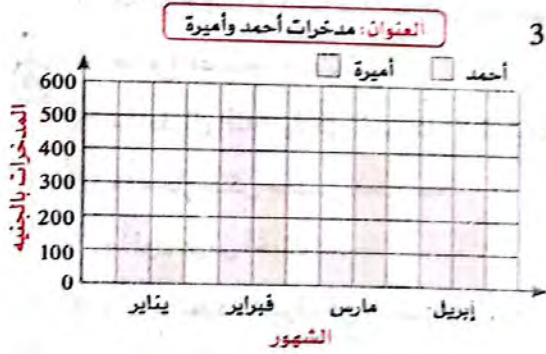 3
العنوان: مدخرات أحمد وأميرة
أحمد
أميرة
المدخرات بالجنيه
600
500
400
300
200
100
0
يناير
فبراير
مارس
إبريل
الشهور